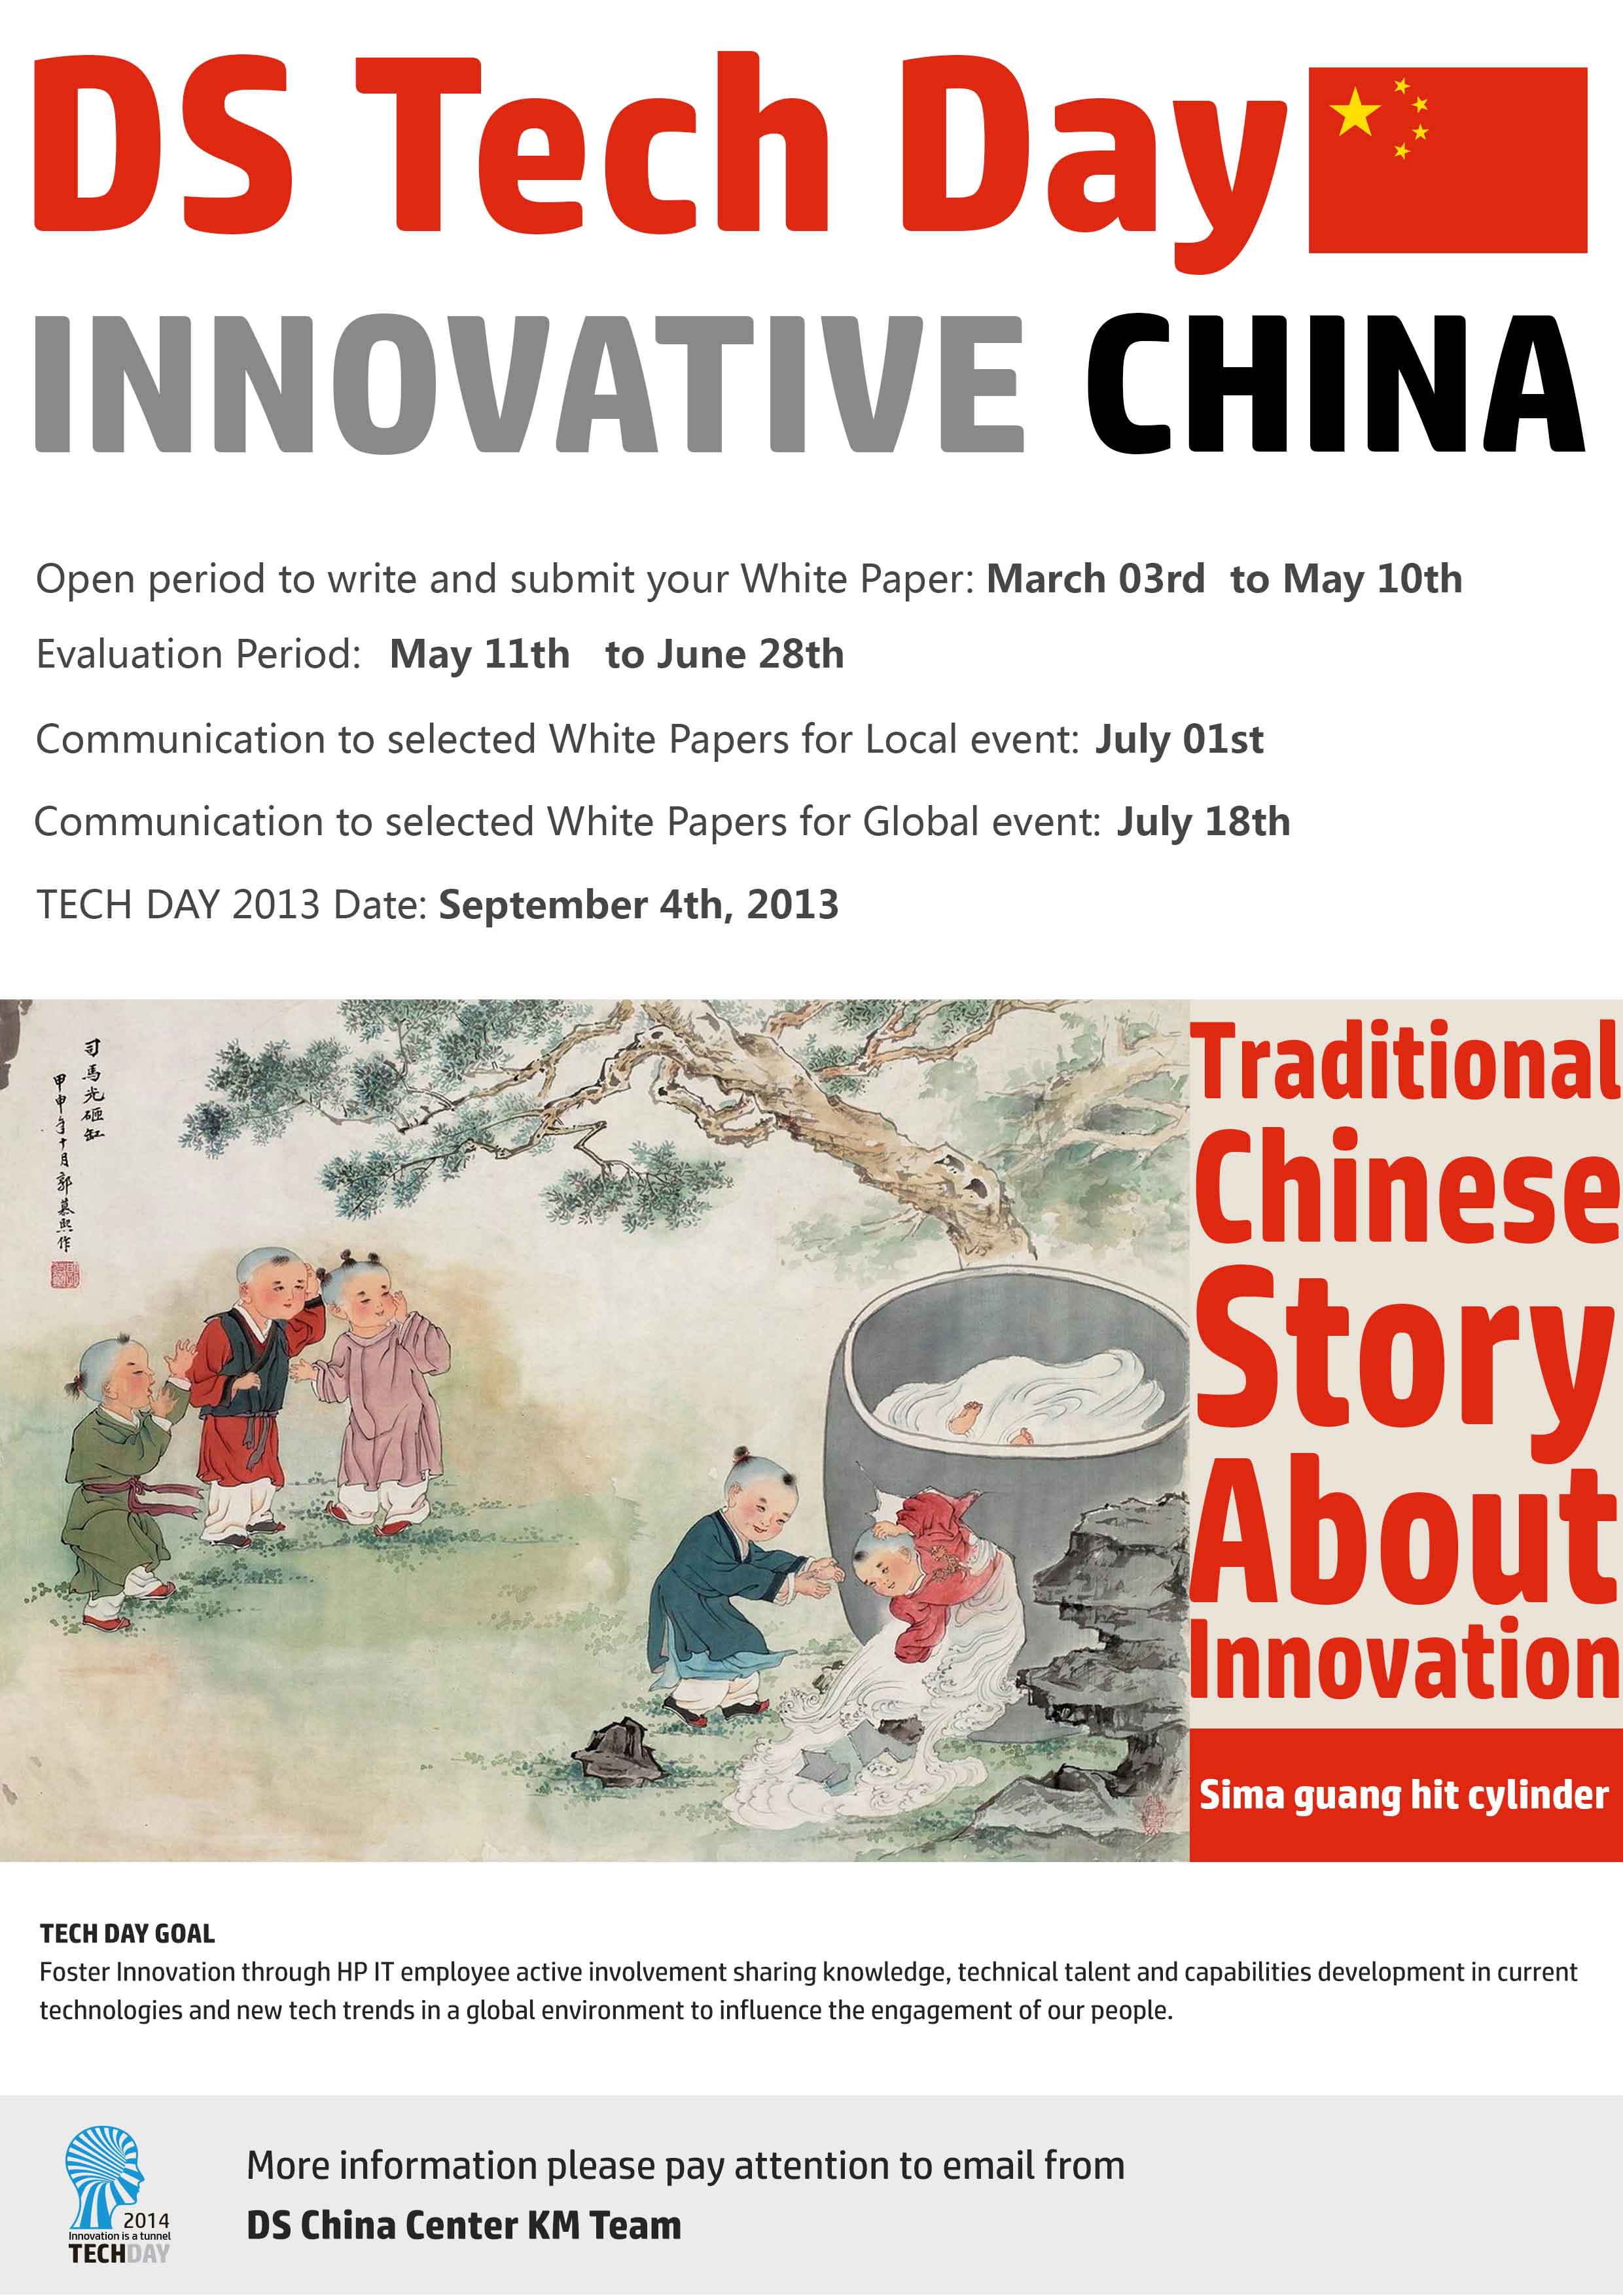 DS Tech Day
INNOVATIVE CHINA
Open period to write and submit your White Paper: March 03rd to May 10th
Evaluation Period: May 11th to June 28th
Communication to selected White Papers for Local event: July 01st
Communication to selected White Papers for Global event: July 18th
TECH DAY 2013 Date: September 4th, 2013
司馬光砸缸
甲申年十月郭慕熙作
Traditional
Chinese
Story
About
Innovation
Sima guang hit cylinder
TECH DAY GOAL
Foster Innovation through HP IT employee active involvement sharing knowledge, technical talent and capabilities development in current
technologies and new tech trends in a global environment to influence the engagement of our people.
2014
Innovation is a tunnel
TECHDAY
More information please pay attention to email from
DS China Center KM Team